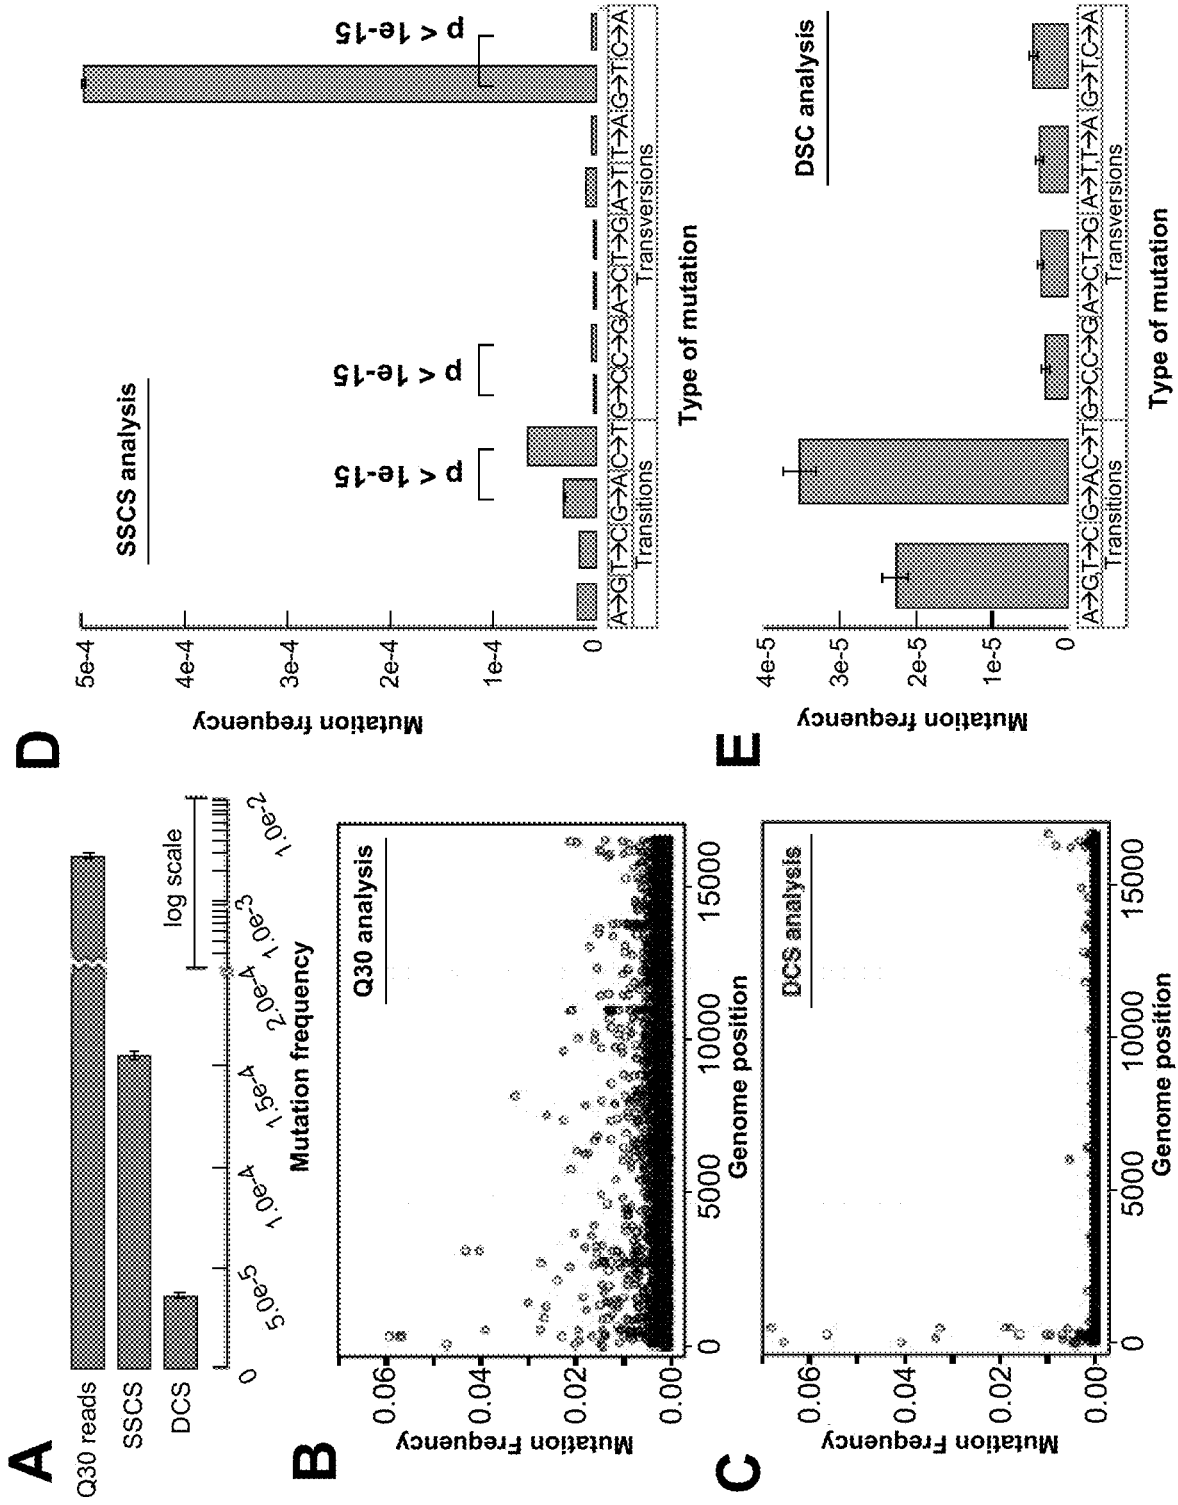 A
Q30 reads
SSCS
DCS
log scale
0
5.0e-5
1.0e-4
1.5e-4
2.0e-4
1.0e-3
1.0e-2
Mutation frequency
B
Q30 analysis
Mutation Frequency
0.06
0.04
0.02
0.00
0
5000
10000
15000
Genome position
C
DCS analysis
Mutation Frequency
0.06
0.04
0.02
0.00
0
5000
10000
15000
Genome position
D
SSCS analysis
Mutation frequency
5e-4
4e-4
3e-4
2e-4
1e-4
0
p < 1e-15
p < 1e-15
p < 1e-15
A→G T→C G→A C→T G→C C→G A→C T→G A→T T→A G→T C→A
Transitions Transversions
Type of mutation
E
DSC analysis
Mutation frequency
4e-5
3e-5
2e-5
1e-5
0
A→G T→C G→A C→T G→C C→G A→C T→G A→T T→A G→T C→A
Transitions Transversions
Type of mutation